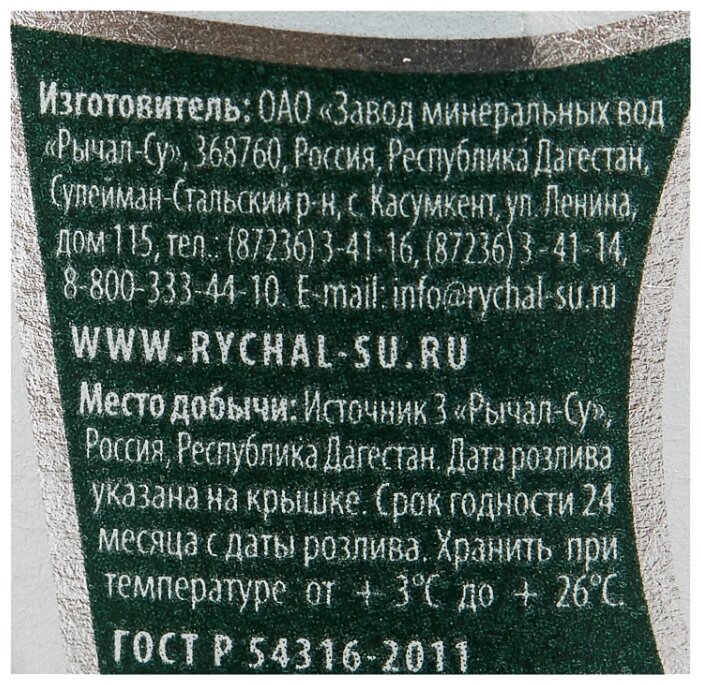 Изготовитель: ОАО «Завод минеральных вод
«Рычал-Су», 368760, Россия, Республика Дагестан,
Сулейман-Стальский р-н, с. Касумкент, ул. Ленина,
дом 115, тел.: (87236) 3-41-16, (87236) 3-41-14,
8-800-333-44-10. E-mail: info@rychal-su.ru
WWW.RYCHAL-SU.RU
Место добычи: Источник 3 «Рычал-Су»,
Россия, Республика Дагестан. Дата розлива
указана на крышке. Срок годности 24
месяца с даты розлива. Хранить при
температуре от + 3°С до + 26°С.
ГОСТ Р 54316-2011